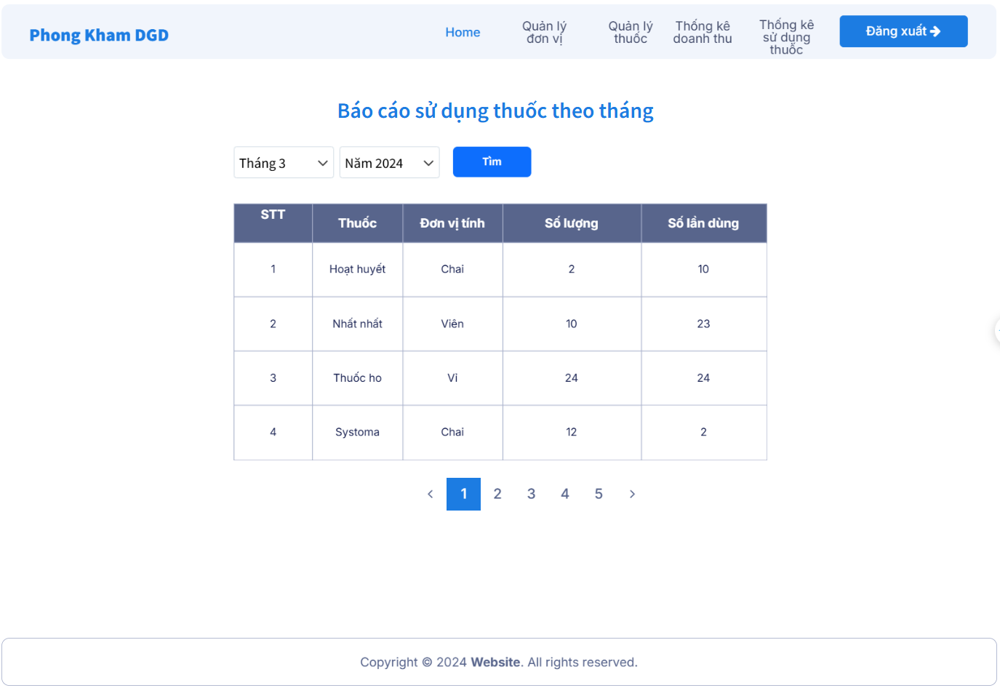 Phong Kham DGD
Home
Quản lý
đơn vị
Quản lý
thuốc
Thống kê
doanh thu
Thống kê
sử dụng
thuốc
Đăng xuất
Báo cáo sử dụng thuốc theo tháng
Tháng 3
Năm 2024
Tìm
STT Thuốc Đơn vị tính Số lượng Số lần dùng
1 Hoạt huyết Chai 2 10
2 Nhất nhất Viên 10 23
3 Thuốc ho Vỉ 24 24
4 Systoma Chai 12 2
1 2 3 4 5
Copyright © 2024 Website. All rights reserved.